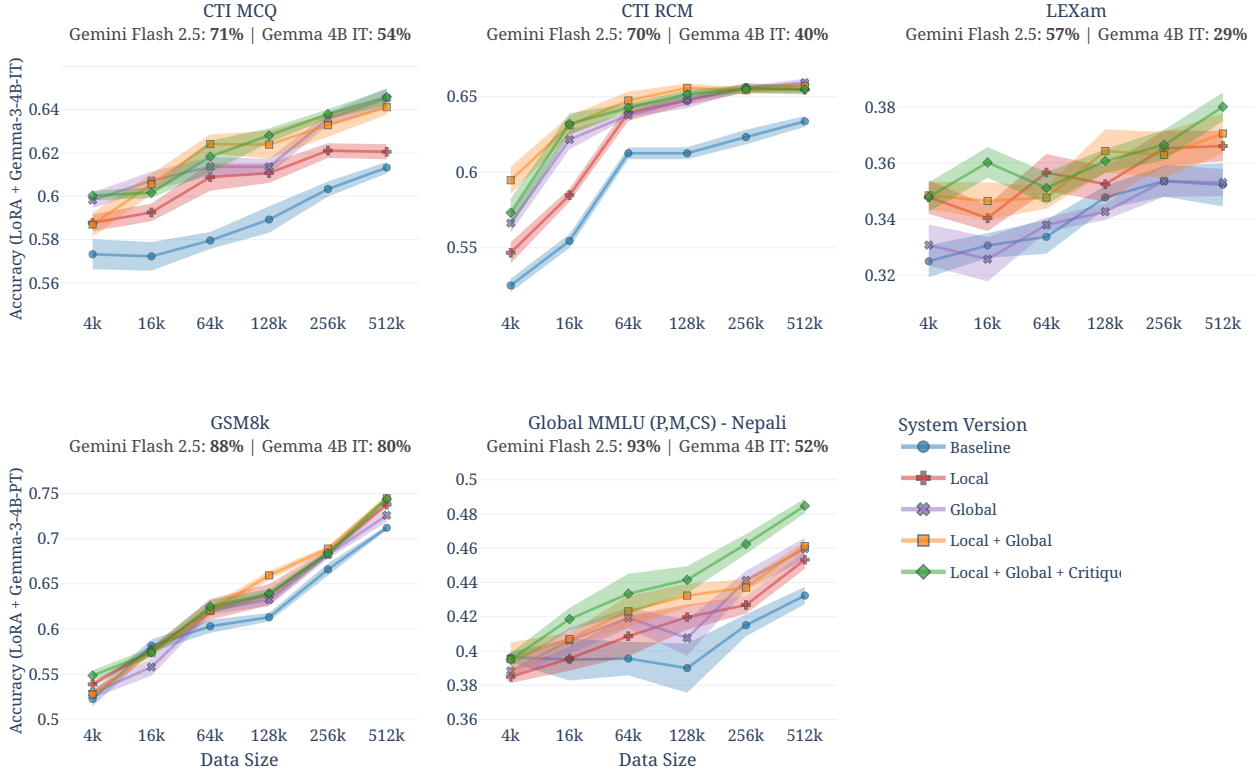 CTI MCQ
Gemini Flash 2.5: 71% | Gemma 4B IT: 54%
Accuracy (LoRA + Gemma-3-4B-IT)
0.64
0.62
0.6
0.58
0.56
4k 16k 64k 128k 256k 512k
CTI RCM
Gemini Flash 2.5: 70% | Gemma 4B IT: 40%
0.65
0.6
0.55
4k 16k 64k 128k 256k 512k
LEXam
Gemini Flash 2.5: 57% | Gemma 4B IT: 29%
0.38
0.36
0.34
0.32
4k 16k 64k 128k 256k 512k
GSM8k
Gemini Flash 2.5: 88% | Gemma 4B IT: 80%
Accuracy (LoRA + Gemma-3-4B-PT)
0.75
0.7
0.65
0.6
0.55
0.5
4k 16k 64k 128k 256k 512k
Data Size
Global MMLU (P,M,CS) - Nepali
Gemini Flash 2.5: 93% | Gemma 4B IT: 52%
0.5
0.48
0.46
0.44
0.42
0.4
0.38
0.36
4k 16k 64k 128k 256k 512k
Data Size
System Version
Baseline
Local
Global
Local + Global
Local + Global + Critiqu